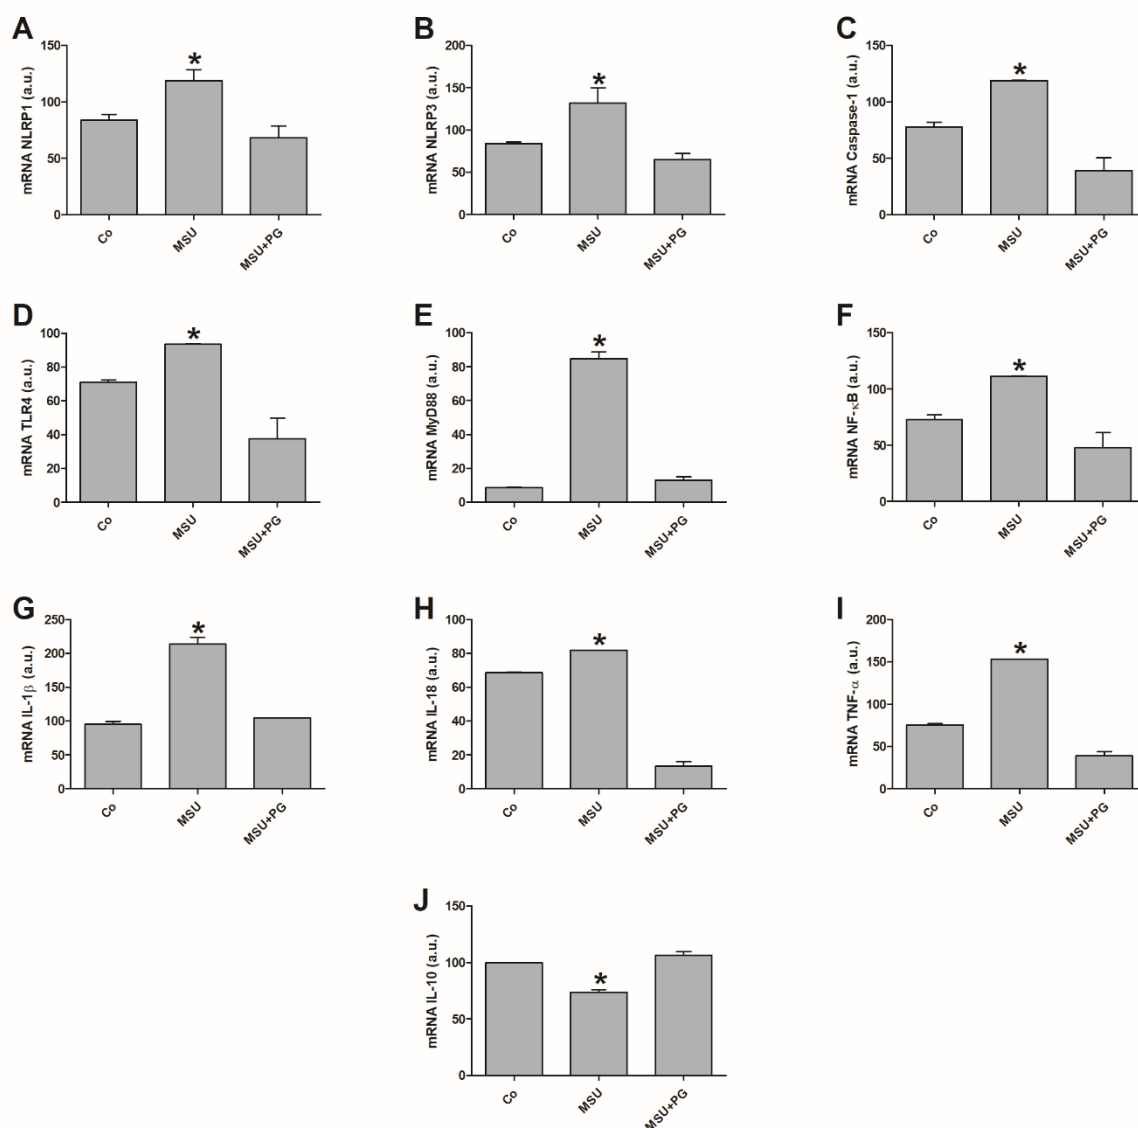 A
mRNA NLRP1 (a.u.)
150
100
50
0
*
Co
MSU
MSU+PG
B
mRNA NLRP3 (a.u.)
200
150
100
50
0
*
Co
MSU
MSU+PG
C
mRNA Caspase-1 (a.u.)
150
100
50
0
*
Co
MSU
MSU+PG
D
mRNA TLR4 (a.u.)
100
80
60
40
20
0
*
Co
MSU
MSU+PG
E
mRNA MyD88 (a.u.)
100
80
60
40
20
0
*
Co
MSU
MSU+PG
F
mRNA NF-κB (a.u.)
150
100
50
0
*
Co
MSU
MSU+PG
G
mRNA IL-1β (a.u.)
250
200
150
100
50
0
*
Co
MSU
MSU+PG
H
mRNA IL-18 (a.u.)
100
80
60
40
20
0
*
Co
MSU
MSU+PG
I
mRNA TNF-α (a.u.)
200
150
100
50
0
*
Co
MSU
MSU+PG
J
mRNA IL-10 (a.u.)
150
100
50
0
*
Co
MSU
MSU+PG